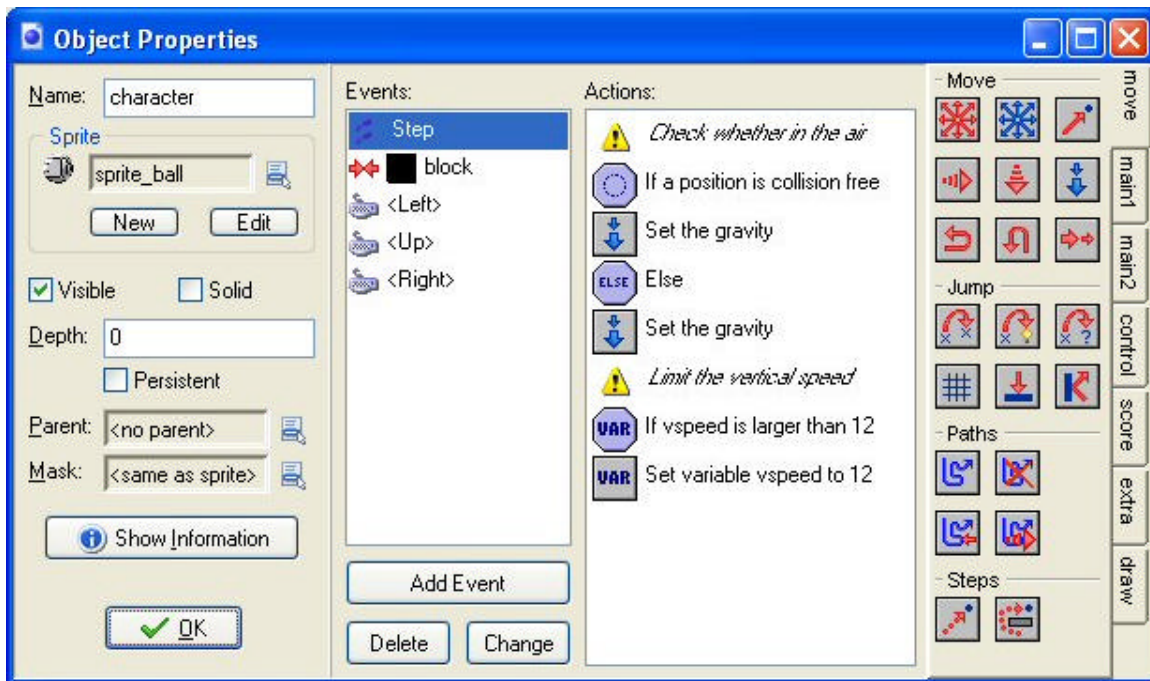 Object Properties
Name: character
Sprite
sprite_ball
New Edit
Visible Solid
Depth: 0
Persistent
Parent: <no parent>
Mask: <same as sprite>
Show Information
OK
Events:
Step
block
<Left>
<Up>
<Right>
Add Event
Delete Change
Actions:
Check whether in the air
If a position is collision free
Set the gravity
ELSE Else
Set the gravity
Limit the vertical speed
VAR If vspeed is larger than 12
VAR Set variable vspeed to 12
Move
Jump
Paths
Steps
move
main1
main2
control
score
extra
draw